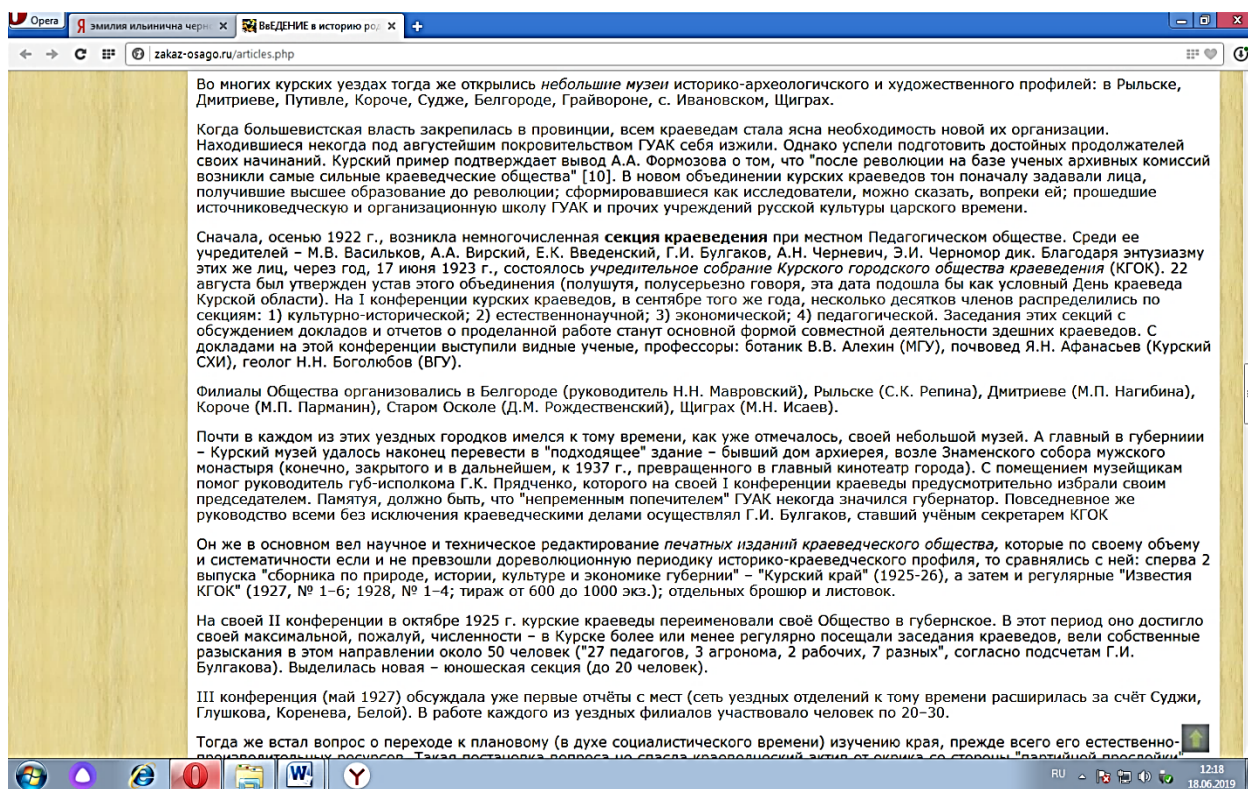 Opera
эмилия ильинична черн
ВвЕДЕНИЕ в историю род
zakaz-osago.ru/articles.php
Во многих курских уездах тогда же открылись небольшие музеи историко-археологичского и художественного профилей: в Рыльске,
Дмитриеве, Путивле, Короче, Судже, Белгороде, Грайвороне, с. Ивановском, Щиграх.
Когда большевистская власть закрепилась в провинции, всем краеведам стала ясна необходимость новой их организации.
Находившиеся некогда под августейшим покровительством ГУАК себя изжили. Однако успели подготовить достойных продолжателей
своих начинаний. Курский пример подтверждает вывод А.А. Формозова о том, что "после революции на базе ученых архивных комиссий
возникли самые сильные краеведческие общества" [10]. В новом объединении курских краеведов тон поначалу задавали лица,
получившие высшее образование до революции; сформировавшиеся как исследователи, можно сказать, вопреки ей; прошедшие
источниковедческую и организационную школу ГУАК и прочих учреждений русской культуры царского времени.
Сначала, осенью 1922 г., возникла немногочисленная секция краеведения при местном Педагогическом обществе. Среди ее
учредителей – М.В. Васильков, А.А. Вирский, Е.К. Введенский, Г.И. Булгаков, А.Н. Черневич, Э.И. Черномор дик. Благодаря энтузиазму
этих же лиц, через год, 17 июня 1923 г., состоялось учредительное собрание Курского городского общества краеведения (КГОК). 22
августа был утвержден устав этого объединения (полушутя, полусерьезно говоря, эта дата подошла бы как условный День краеведа
Курской области). На I конференции курских краеведов, в сентябре того же года, несколько десятков членов распределились по
секциям: 1) культурно-исторической; 2) естественнонаучной; 3) экономической; 4) педагогической. Заседания этих секций с
обсуждением докладов и отчетов о проделанной работе станут основной формой совместной деятельности здешних краеведов. С
докладами на этой конференции выступили видные ученые, профессоры: ботаник В.В. Алехин (МГУ), почвовед Я.Н. Афанасьев (Курский
СХИ), геолог Н.Н. Боголюбов (ВГУ).
Филиалы Общества организовались в Белгороде (руководитель Н.Н. Мавровский), Рыльске (С.К. Репина), Дмитриеве (М.П. Нагибина),
Короче (М.П. Парманин), Старом Осколе (Д.М. Рождественский), Щиграх (М.Н. Исаев).
Почти в каждом из этих уездных городков имелся к тому времени, как уже отмечалось, своей небольшой музей. А главный в губерниии
– Курский музей удалось наконец перевести в "подходящее" здание – бывший дом архиерея, возле Знаменского собора мужского
монастыря (конечно, закрытого и в дальнейшем, к 1937 г., превращенного в главный кинотеатр города). С помещением музейщикам
помог руководитель губ-исполкома Г.К. Прядченко, которого на своей I конференции краеведы предусмотрительно избрали своим
председателем. Памятуя, должно быть, что "непременным попечителем" ГУАК некогда значился губернатор. Повседневное же
руководство всеми без исключения краеведческими делами осуществлял Г.И. Булгаков, ставший учёным секретарем КГОК
Он же в основном вел научное и техническое редактирование печатных изданий краеведческого общества, которые по своему объему
и систематичности если и не превзошли дореволюционную периодику историко-краеведческого профиля, то сравнялись с ней: сперва 2
выпуска "сборника по природе, истории, культуре и экономике губернии" – "Курский край" (1925-26), а затем и регулярные "Известия
КГОК" (1927, № 1–6; 1928, № 1–4; тираж от 600 до 1000 экз.); отдельных брошюр и листовок.
На своей II конференции в октябре 1925 г. курские краеведы переименовали своё Общество в губернское. В этот период оно достигло
своей максимальной, пожалуй, численности – в Курске более или менее регулярно посещали заседания краеведов, вели собственные
разыскания в этом направлении около 50 человек ("27 педагогов, 3 агронома, 2 рабочих, 7 разных", согласно подсчетам Г.И.
Булгакова). Выделилась новая – юношеская секция (до 20 человек).
III конференция (май 1927) обсуждала уже первые отчёты с мест (сеть уездных отделений к тому времени расширилась за счёт Суджи,
Глушкова, Коренева, Белой). В работе каждого из уездных филиалов участвовало человек по 20–30.
Тогда же встал вопрос о переходе к плановому (в духе социалистического времени) изучению края, прежде всего его естественно-
производительных ресурсов. Такая постановка вопроса не спасла краеведческий актив от окрика со стороны "партийной прослойки"
RU
12:18
18.06.2019